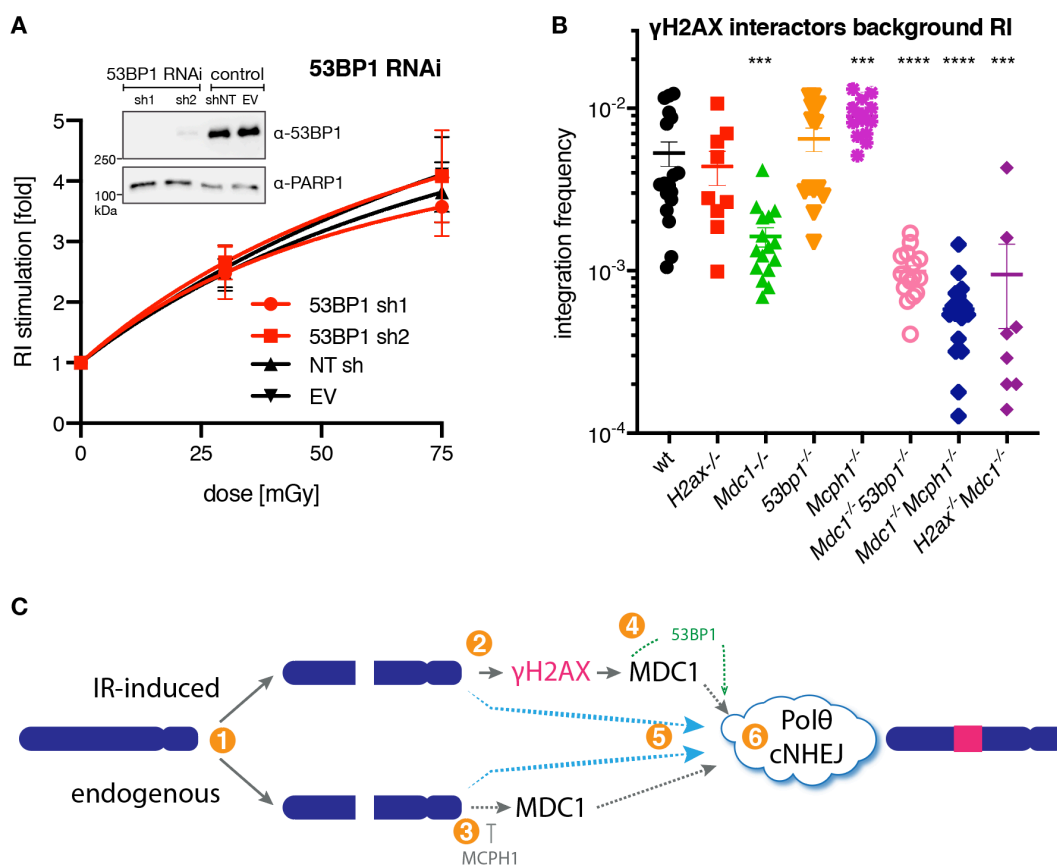 A
53BP1 RNAi
53BP1 RNAi control
sh1 sh2 shNT EV
α-53BP1
250
α-PARP1
100
kDa
RI stimulation [fold]
5
4
3
2
1
0
0 25 50 75
dose [mGy]
53BP1 sh1
53BP1 sh2
NT sh
EV
B
γH2AX interactors background RI
*** *** **** **** ***
integration frequency
10-2
10-3
10-4
wt
H2ax-/-
Mdc1-/-
53bp1-/-
Mcph1-/-
Mdc1-/-53bp1-/-
Mdc1-/-Mcph1-/-
H2ax-/-Mdc1-/-
C
IR-induced
endogenous
1
2
γH2AX
4
53BP1
MDC1
5
6
Polθ
cNHEJ
3
MDC1
MCPH1